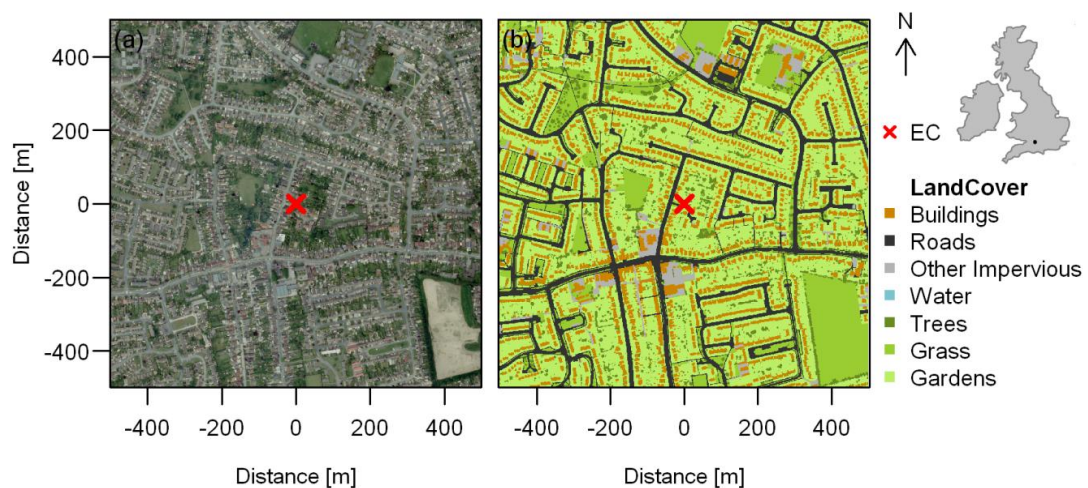 (a)
(b)
N
400
200
0
-200
-400
Distance [m]
EC
LandCover
Buildings
Roads
Other Impervious
Water
Trees
Grass
Gardens
-400 -200 0 200 400
-400 -200 0 200 400
Distance [m]
Distance [m]